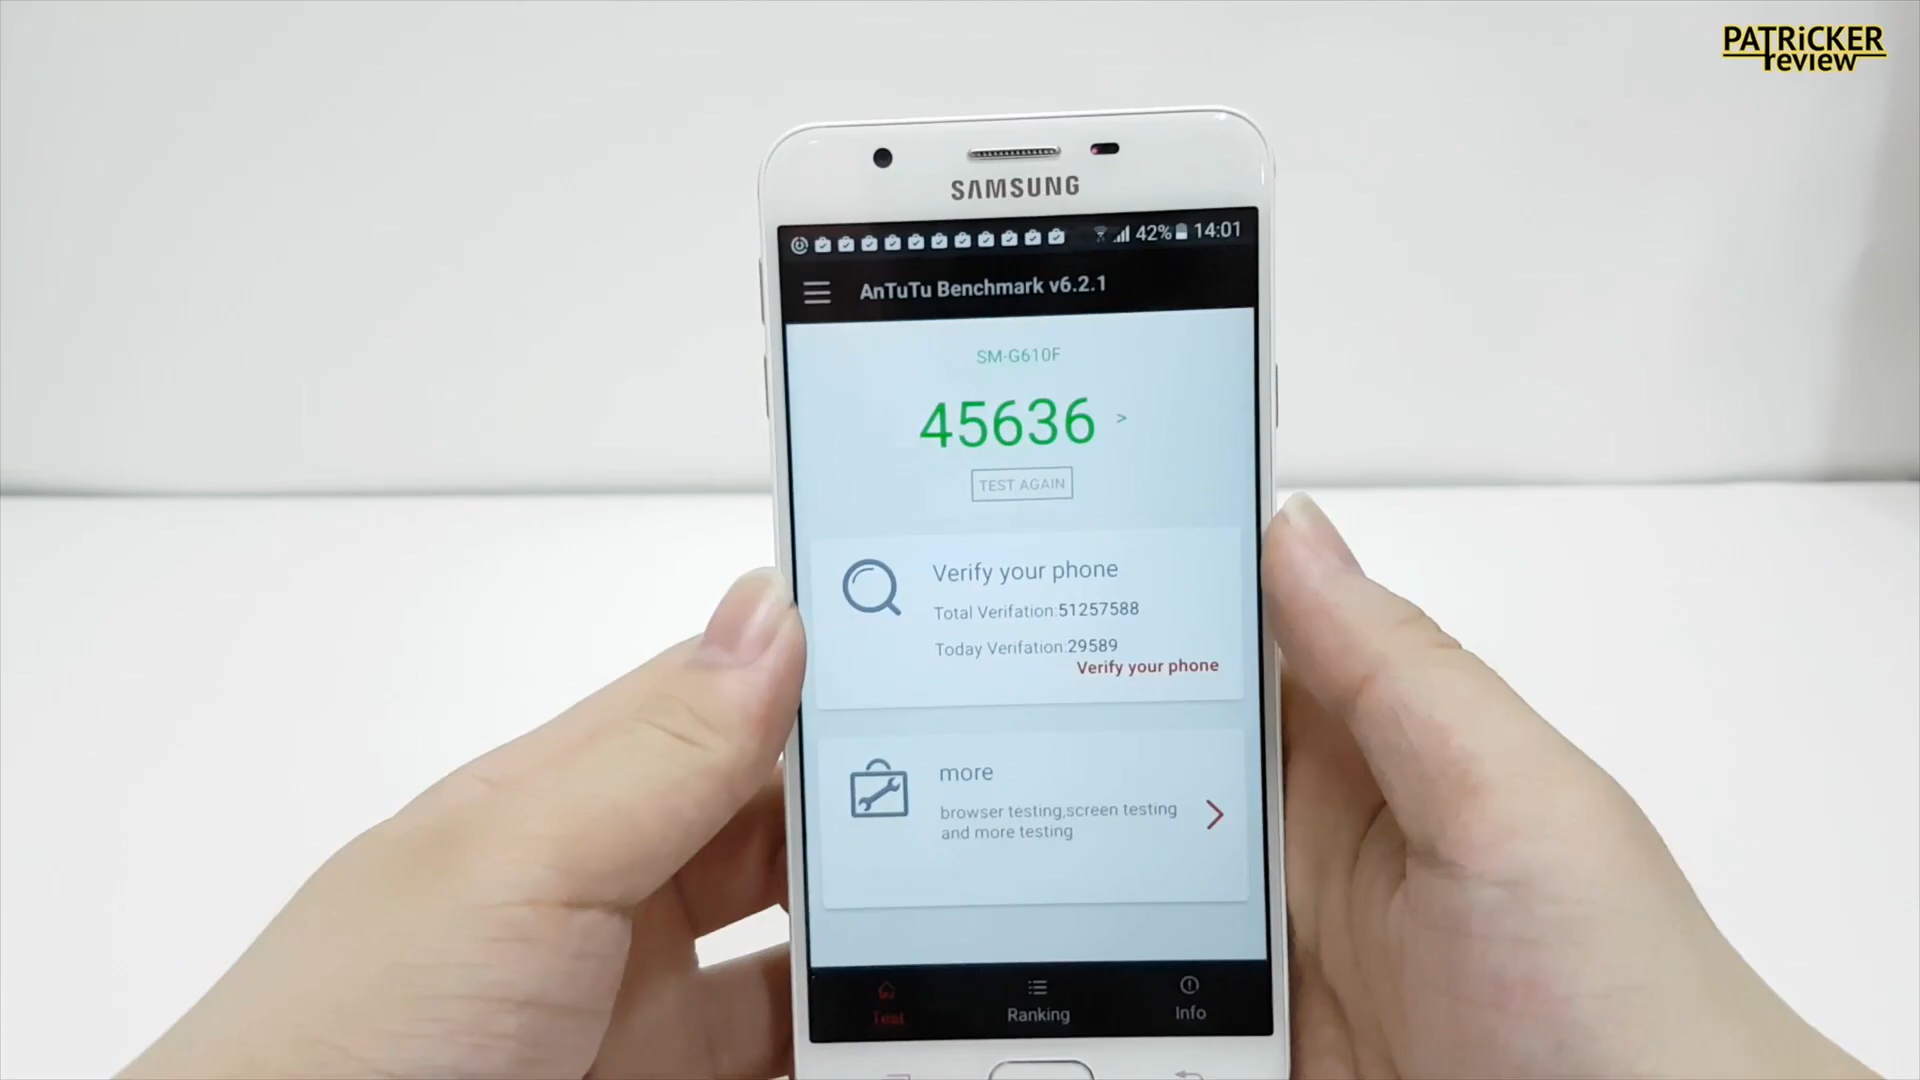 PATRiCKER
review
SAMSUNG
42% 14:01
AnTuTu Benchmark v6.2.1
SM-G610F
45636 >
TEST AGAIN
Verify your phone
Total Verifation:51257588
Today Verifation:29589
Verify your phone
more
browser testing,screen testing
and more testing
Test
Ranking
Info